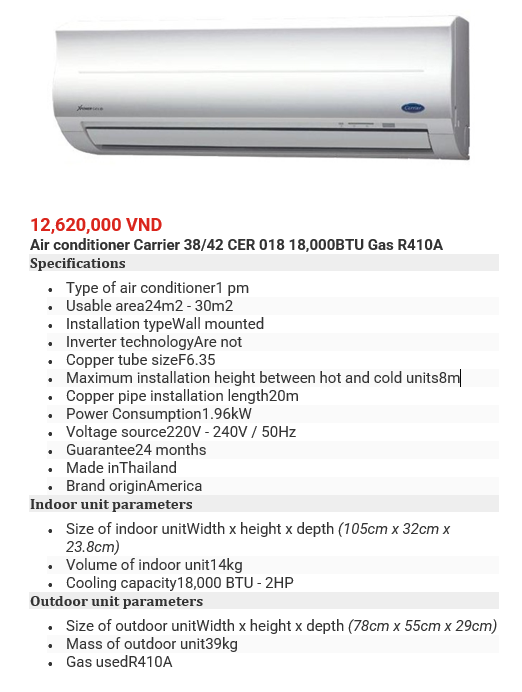 Carrier
12,620,000 VND
Air conditioner Carrier 38/42 CER 018 18,000BTU Gas R410A
Specifications
• Type of air conditioner1 pm
• Usable area24m2 - 30m2
• Installation typeWall mounted
• Inverter technologyAre not
• Copper tube sizeF6.35
• Maximum installation height between hot and cold units8m
• Copper pipe installation length20m
• Power Consumption1.96kW
• Voltage source220V - 240V / 50Hz
• Guarantee24 months
• Made inThailand
• Brand originAmerica
Indoor unit parameters
• Size of indoor unitWidth x height x depth (105cm x 32cm x
23.8cm)
• Volume of indoor unit14kg
• Cooling capacity18,000 BTU - 2HP
Outdoor unit parameters
• Size of outdoor unitWidth x height x depth (78cm x 55cm x 29cm)
• Mass of outdoor unit39kg
• Gas usedR410A